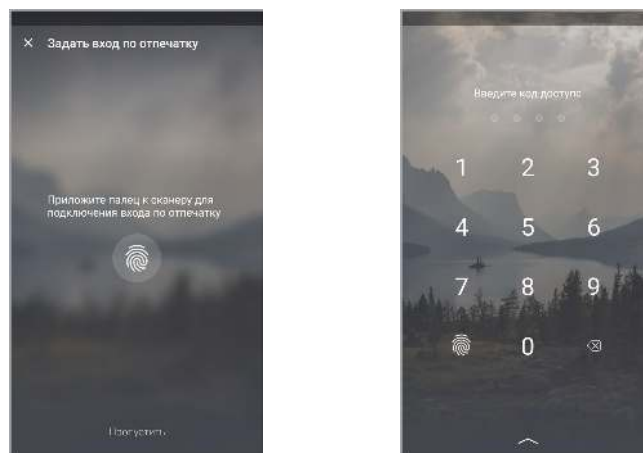 Задать вход по отпечатку
Приложите палец к сканеру для
подключения входа по отпечатку
Пропустить
Введите код доступа
1 2 3
4 5 6
7 8 9
0